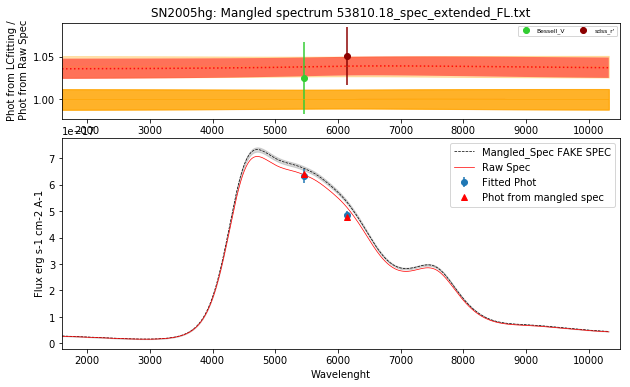 SN2005hg: Mangled spectrum 53810.18_spec_extended_FL.txt
Phot from LCfitting /
Phot from Raw Spec
1.05
1.00
Bessell_V
sdss_r'
2000 3000 4000 5000 6000 7000 8000 9000 10000
1e-17
Flux erg s-1 cm-2 A-1
7
6
5
4
3
2
1
0
Mangled_Spec FAKE SPEC
Raw Spec
Fitted Phot
Phot from mangled spec
2000 3000 4000 5000 6000 7000 8000 9000 10000
Wavelenght